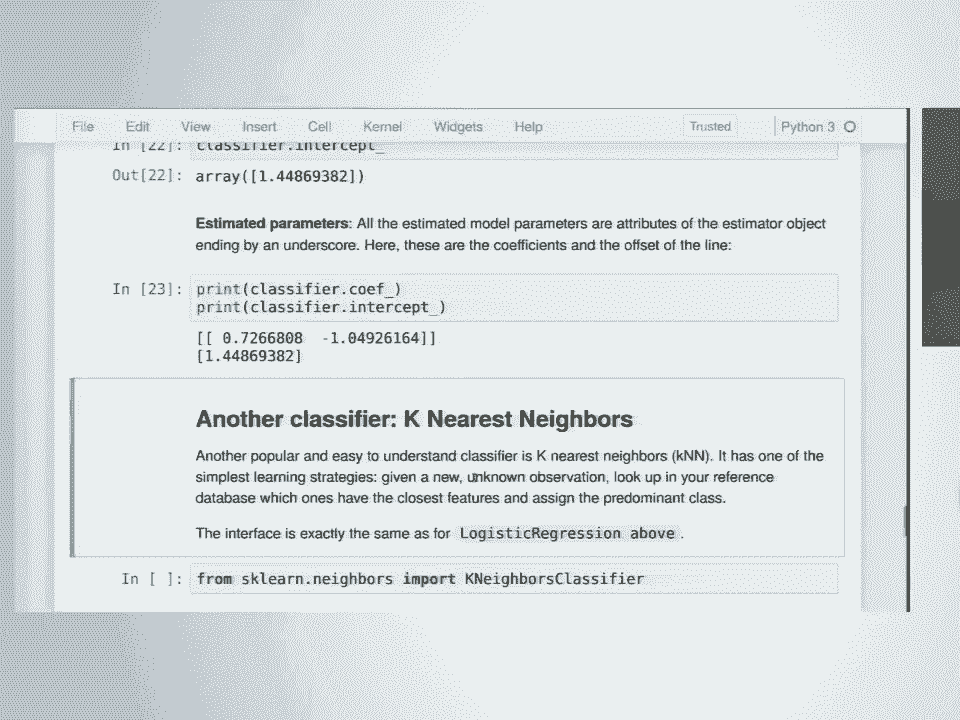 File Edit View Insert Cell Kernel Widgets Help Trusted Python 3
In [22]: classifier.intercept_
Out[22]: array([1.44869382])
Estimated parameters: All the estimated model parameters are attributes of the estimator object
ending by an underscore. Here, these are the coefficients and the offset of the line:
In [23]: print(classifier.coef_)
print(classifier.intercept_)
[[ 0.7266808  -1.04926164]]
[1.44869382]
Another classifier: K Nearest Neighbors
Another popular and easy to understand classifier is K nearest neighbors (kNN). It has one of the
simplest learning strategies: given a new, unknown observation, look up in your reference
database which ones have the closest features and assign the predominant class.
The interface is exactly the same as for LogisticRegression above .
In [ ]: from sklearn.neighbors import KNeighborsClassifier